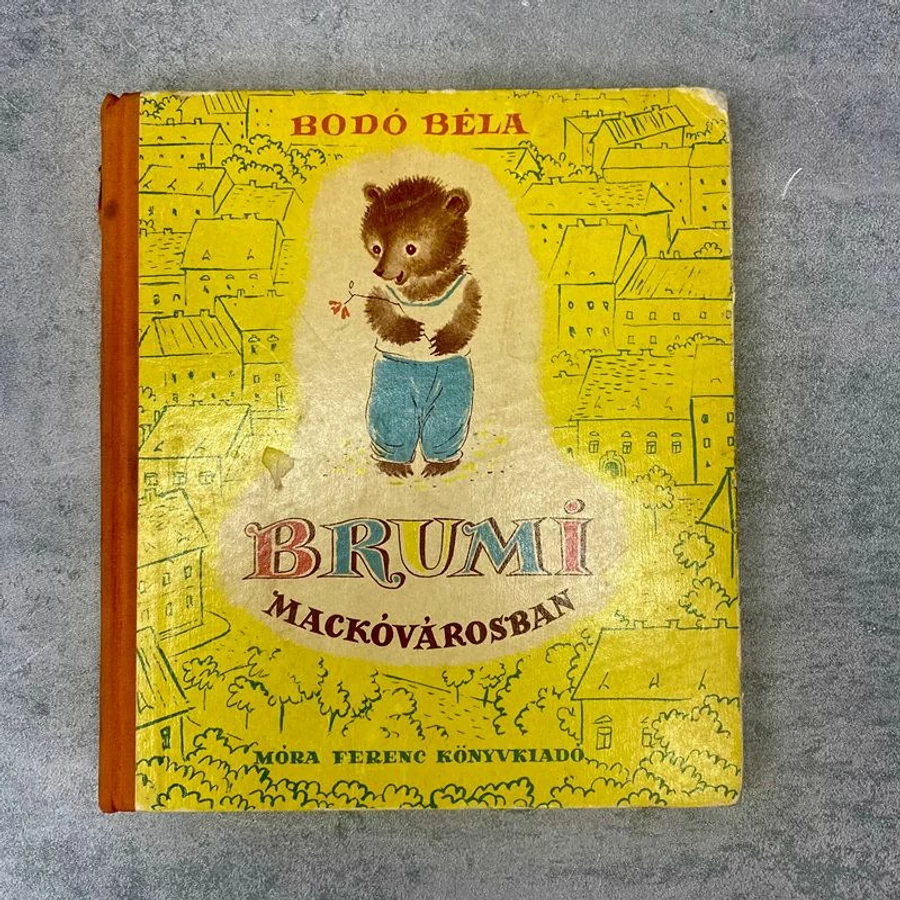 BODÓ BÉLA
BRUMI
MACKÓVÁROSBAN
MÓRA FERENC KÖNYVKIADÓ